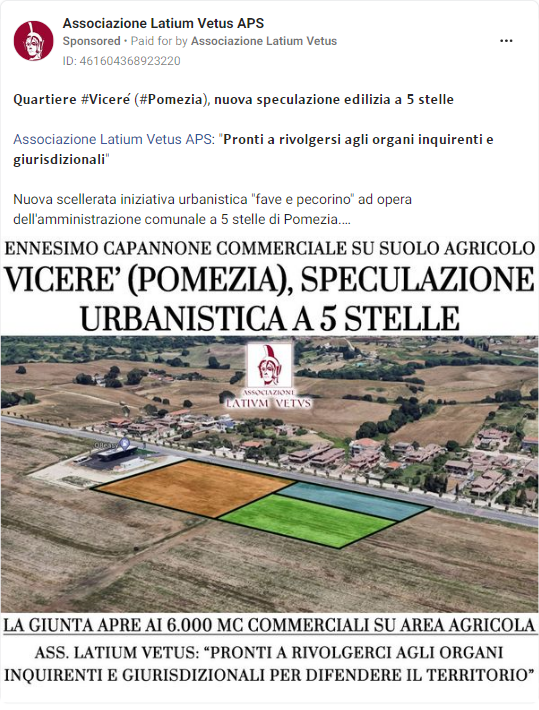 Associazione Latium Vetus APS
Sponsored • Paid for by Associazione Latium Vetus
ID: 461604368923220
Quartiere #Viceré (#Pomezia), nuova speculazione edilizia a 5 stelle
Associazione Latium Vetus APS: "Pronti a rivolgersi agli organi inquirenti e
giurisdizionali"
Nuova scellerata iniziativa urbanistica "fave e pecorino" ad opera
dell'amministrazione comunale a 5 stelle di Pomezia....
ENNESIMO CAPANNONE COMMERCIALE SU SUOLO AGRICOLO
VICERE' (POMEZIA), SPECULAZIONE
URBANISTICA A 5 STELLE
ASSOCIAZIONE
LATIVM VETVS
LA GIUNTA APRE AI 6.000 MC COMMERCIALI SU AREA AGRICOLA
ASS. LATIUM VETUS: “PRONTI A RIVOLGERCI AGLI ORGANI
INQUIRENTI E GIURISDIZIONALI PER DIFENDERE IL TERRITORIO”